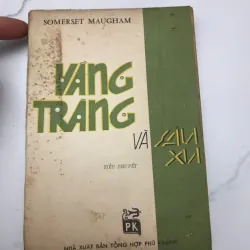 SOMERSET MAUGHAM
VẦNG
TRĂNG
VÀ
SÁU
XU
TIỂU THUYẾT
PK
NHÀ XUẤT BẢN TỔNG HỢP PHÚ KHÁNH